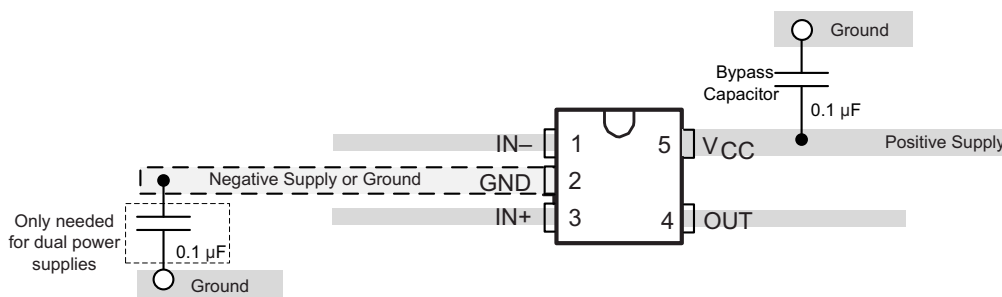 Ground
Bypass
Capacitor
0.1 µF
IN–
1
5
VCC
Positive Supply
Negative Supply or Ground
GND
2
Only needed
for dual power
supplies
0.1 µF
IN+
3
4
OUT
Ground